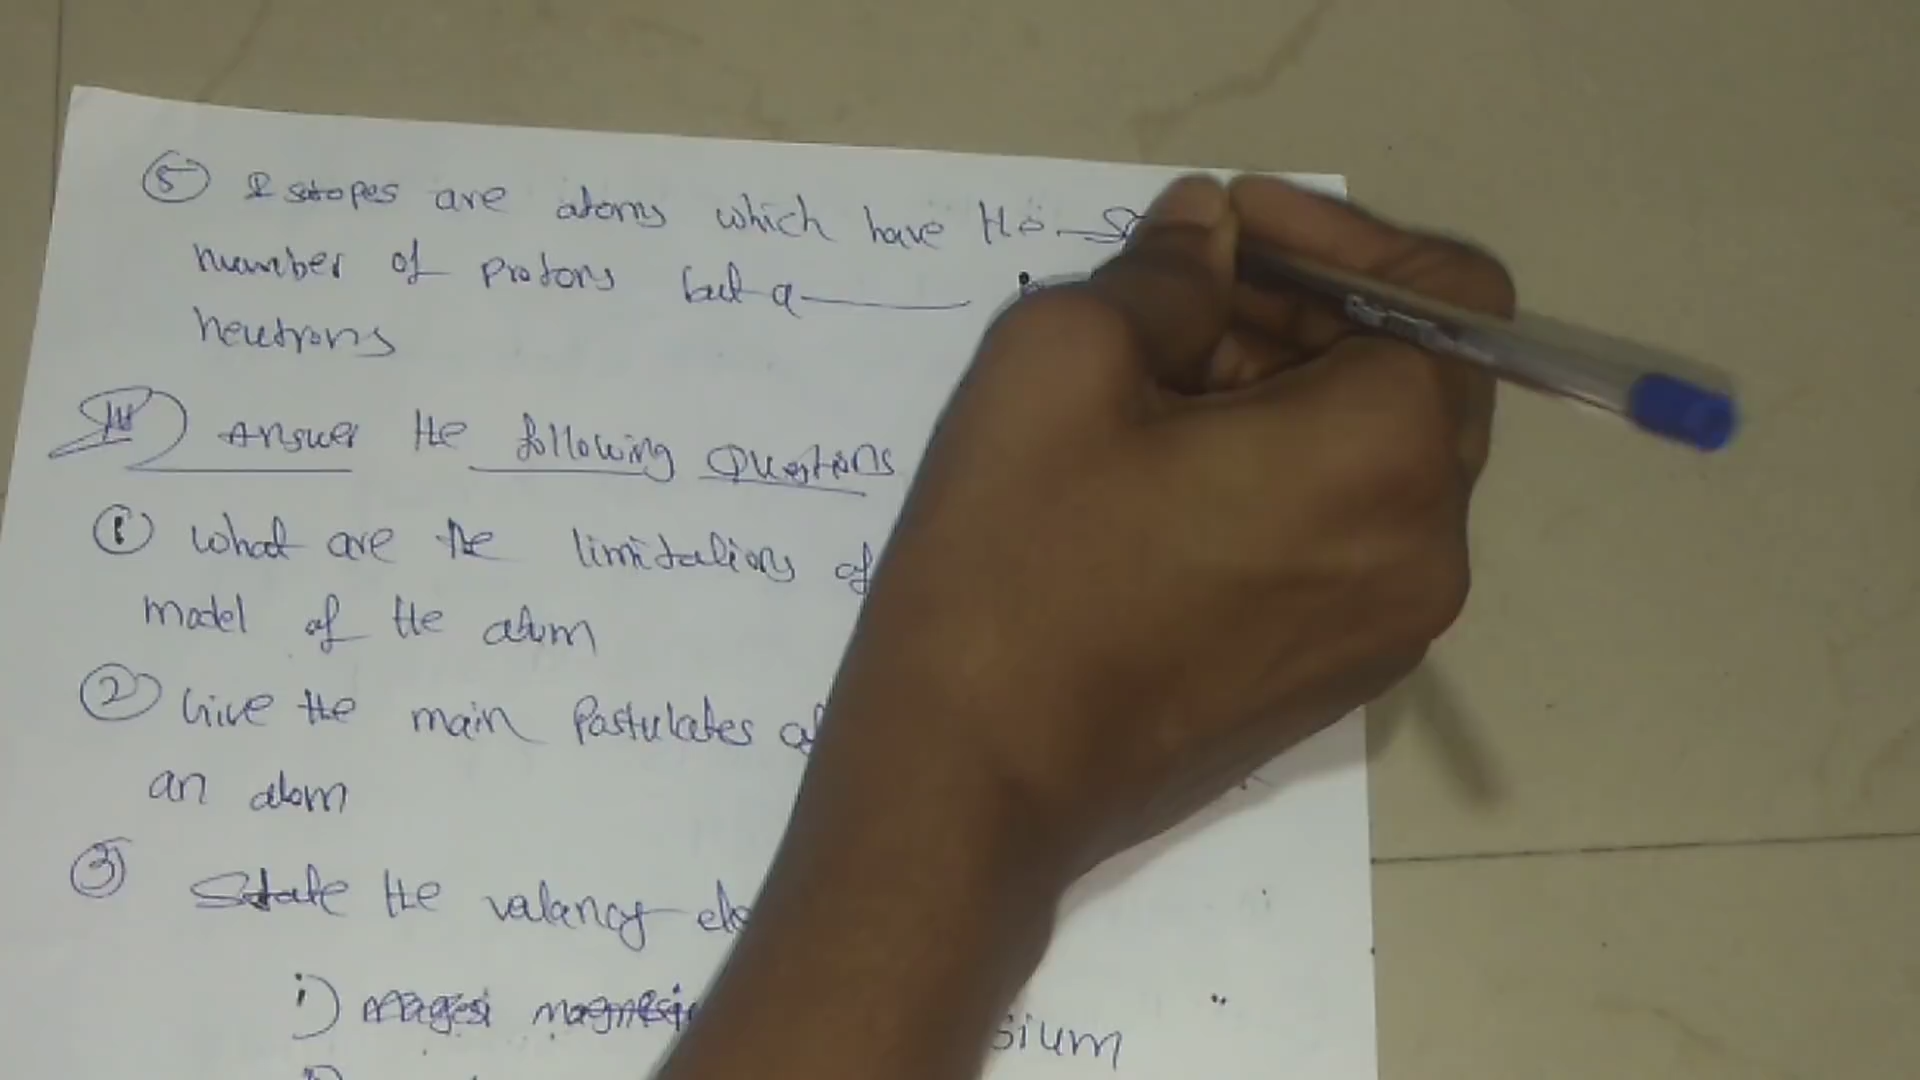 5 Isotopes are atoms which have the
number of protons but a
neutrons
III) Answer the following Questions
1 What are the limitations of
model of the atom
2 Give the main Postulates of
an atom
3 State the valancy
i) magesi magnesi sium